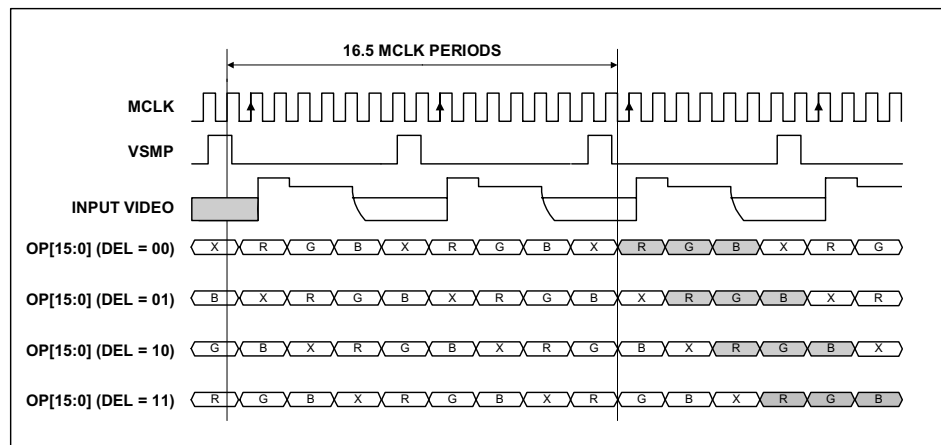 16.5 MCLK PERIODS
MCLK
VSMP
INPUT VIDEO
OP[15:0] (DEL = 00) X R G B X R G B X R G B X R G
OP[15:0] (DEL = 01) B X R G B X R G B X R G B X R
OP[15:0] (DEL = 10) G B X R G B X R G B X R G B X
OP[15:0] (DEL = 11) R G B X R G B X R G B X R G B